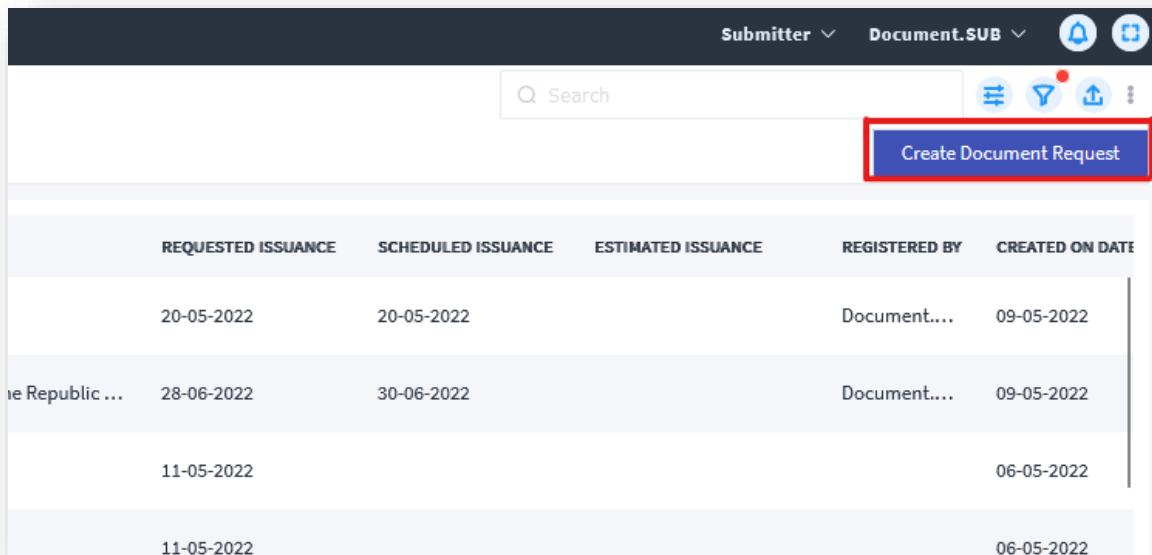 Submitter Document.SUB
Search
Create Document Request
REQUESTED ISSUANCE SCHEDULED ISSUANCE ESTIMATED ISSUANCE REGISTERED BY CREATED ON DATE
20-05-2022 20-05-2022 Document.... 09-05-2022
ne Republic ... 28-06-2022 30-06-2022 Document.... 09-05-2022
11-05-2022 06-05-2022
11-05-2022 06-05-2022